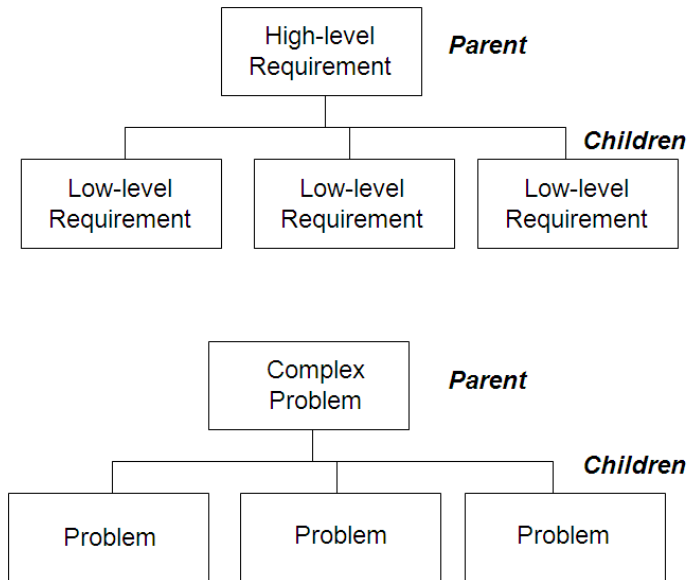 High-level
Requirement
Parent
Children
Low-level
Requirement
Low-level
Requirement
Low-level
Requirement
Complex
Problem
Parent
Children
Problem
Problem
Problem